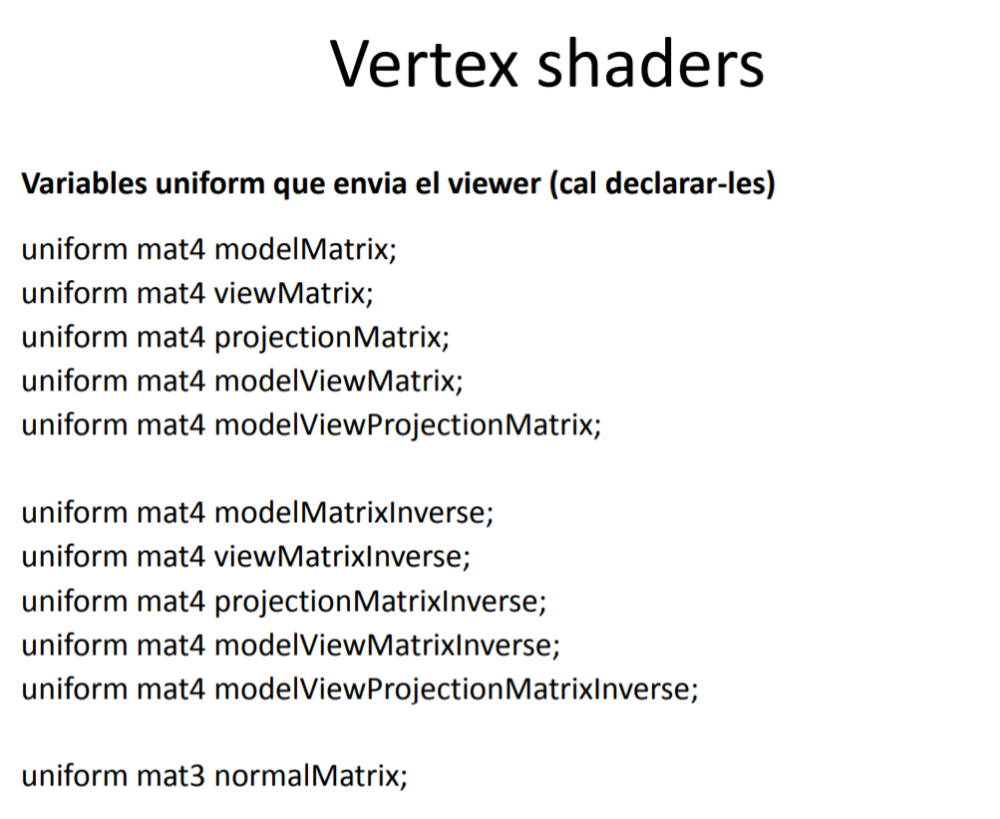 Vertex shaders
Variables uniform que envia el viewer (cal declarar-les)
uniform mat4 modelMatrix;
uniform mat4 viewMatrix;
uniform mat4 projectionMatrix;
uniform mat4 modelViewMatrix;
uniform mat4 modelViewProjectionMatrix;
uniform mat4 modelMatrixInverse;
uniform mat4 viewMatrixInverse;
uniform mat4 projectionMatrixInverse;
uniform mat4 modelViewMatrixInverse;
uniform mat4 modelViewProjectionMatrixInverse;
uniform mat3 normalMatrix;